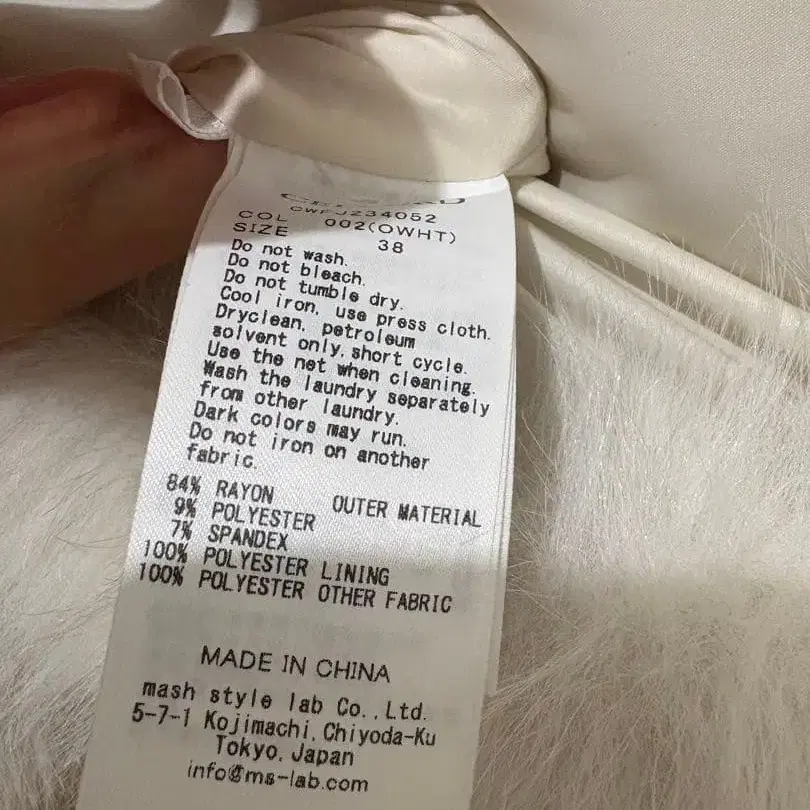 CWFJ234052
COL 002(OWHT)
SIZE 38
Do not wash.
Do not bleach.
Do not tumble dry.
Cool iron, use press cloth.
Dryclean, petroleum
solvent only, short cycle.
Use the net when cleaning.
Wash the laundry separately
from other laundry.
Dark colors may run.
Do not iron on another
fabric.
84% RAYON OUTER MATERIAL
9% POLYESTER
7% SPANDEX
100% POLYESTER LINING
100% POLYESTER OTHER FABRIC
MADE IN CHINA
mash style lab Co.,Ltd.
5-7-1 Kojimachi,Chiyoda-Ku
Tokyo,Japan
info@ms-lab.com